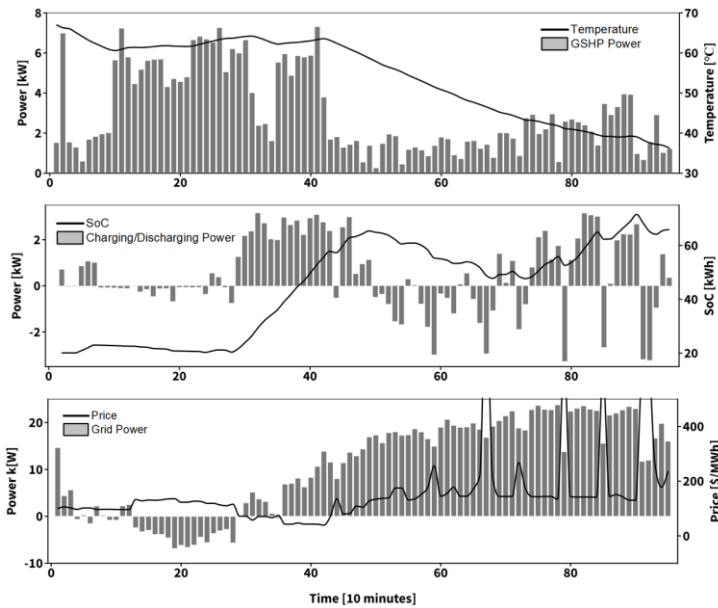 8
6
4
2
0
Power [kW]
Temperature
GSHP Power
70
60
50
40
30
Temperature [°C]
0
20
40
60
80
2
0
-2
Power [kW]
SoC
Charging/Discharging Power
60
40
20
SoC [kWh]
0
20
40
60
80
20
10
0
-10
Power k[W]
Price
Grid Power
400
200
0
Price [$/MWh]
0
20
40
60
80
Time [10 minutes]